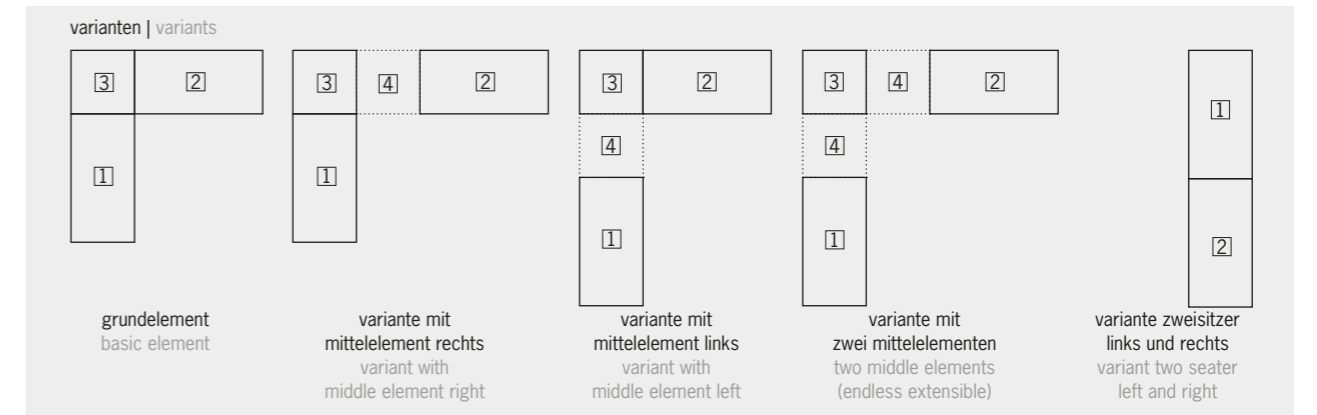 varianten | variants
3 2
1
grundelement
basic element
3 4 2
1
variante mit
mittelelement rechts
variant with
middle element right
3 2
4
1
variante mit
mittelelement links
variant with
middle element left
3 4 2
4
1
variante mit
zwei mittelelementen
two middle elements
(endless extensible)
1
2
variante zweisitzer
links und rechts
variant two seater
left and right